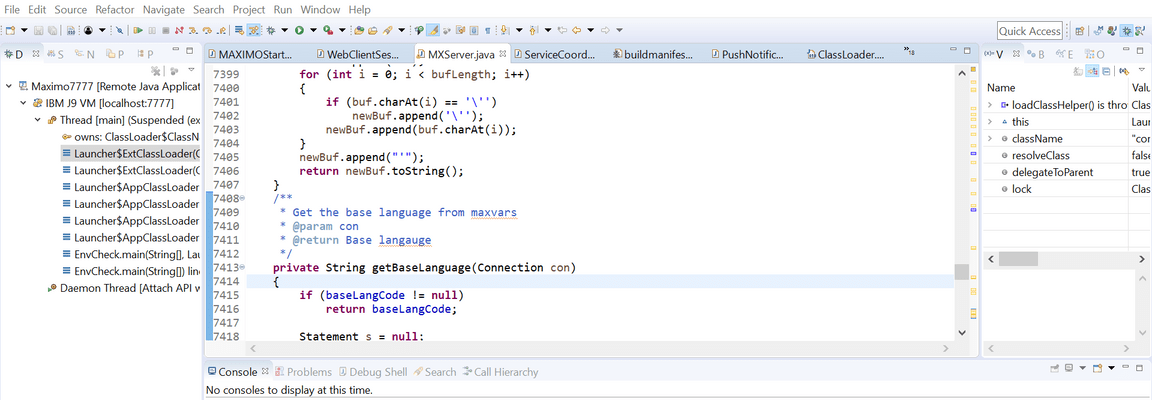 File Edit Source Refactor Navigate Search Project Run Window Help
Quick Access
D S N P P
MAXIMOStart... WebClientSes... MXServer.java ServiceCoord... buildmanifes... PushNotific... ClassLoader.... »18
V B E O
Maximo7777 [Remote Java Applicat
IBM J9 VM [localhost:7777]
Thread [main] (Suspended (ex
owns: ClassLoader$ClassN
Launcher$ExtClassLoader(C
Launcher$ExtClassLoader(C
Launcher$AppClassLoader
Launcher$AppClassLoader
Launcher$AppClassLoader
Launcher$AppClassLoader
EnvCheck.main(String[], Lau
EnvCheck.main(String[]) lin
Daemon Thread [Attach API w
7399 for (int i = 0; i < bufLength; i++)
7400 {
7401 if (buf.charAt(i) == '\'')
7402 newBuf.append('\'');
7403 newBuf.append(buf.charAt(i));
7404 }
7405 newBuf.append("'");
7406 return newBuf.toString();
7407 }
7408 /**
7409 * Get the base language from maxvars
7410 * @param con
7411 * @return Base langauge
7412 */
7413 private String getBaseLanguage(Connection con)
7414 {
7415 if (baseLangCode != null)
7416 return baseLangCode;
7417
7418 Statement s = null;
Name Valu
loadClassHelper() is thro Class
this Laur
className "con
resolveClass false
delegateToParent true
lock Class
Console Problems Debug Shell Search Call Hierarchy
No consoles to display at this time.